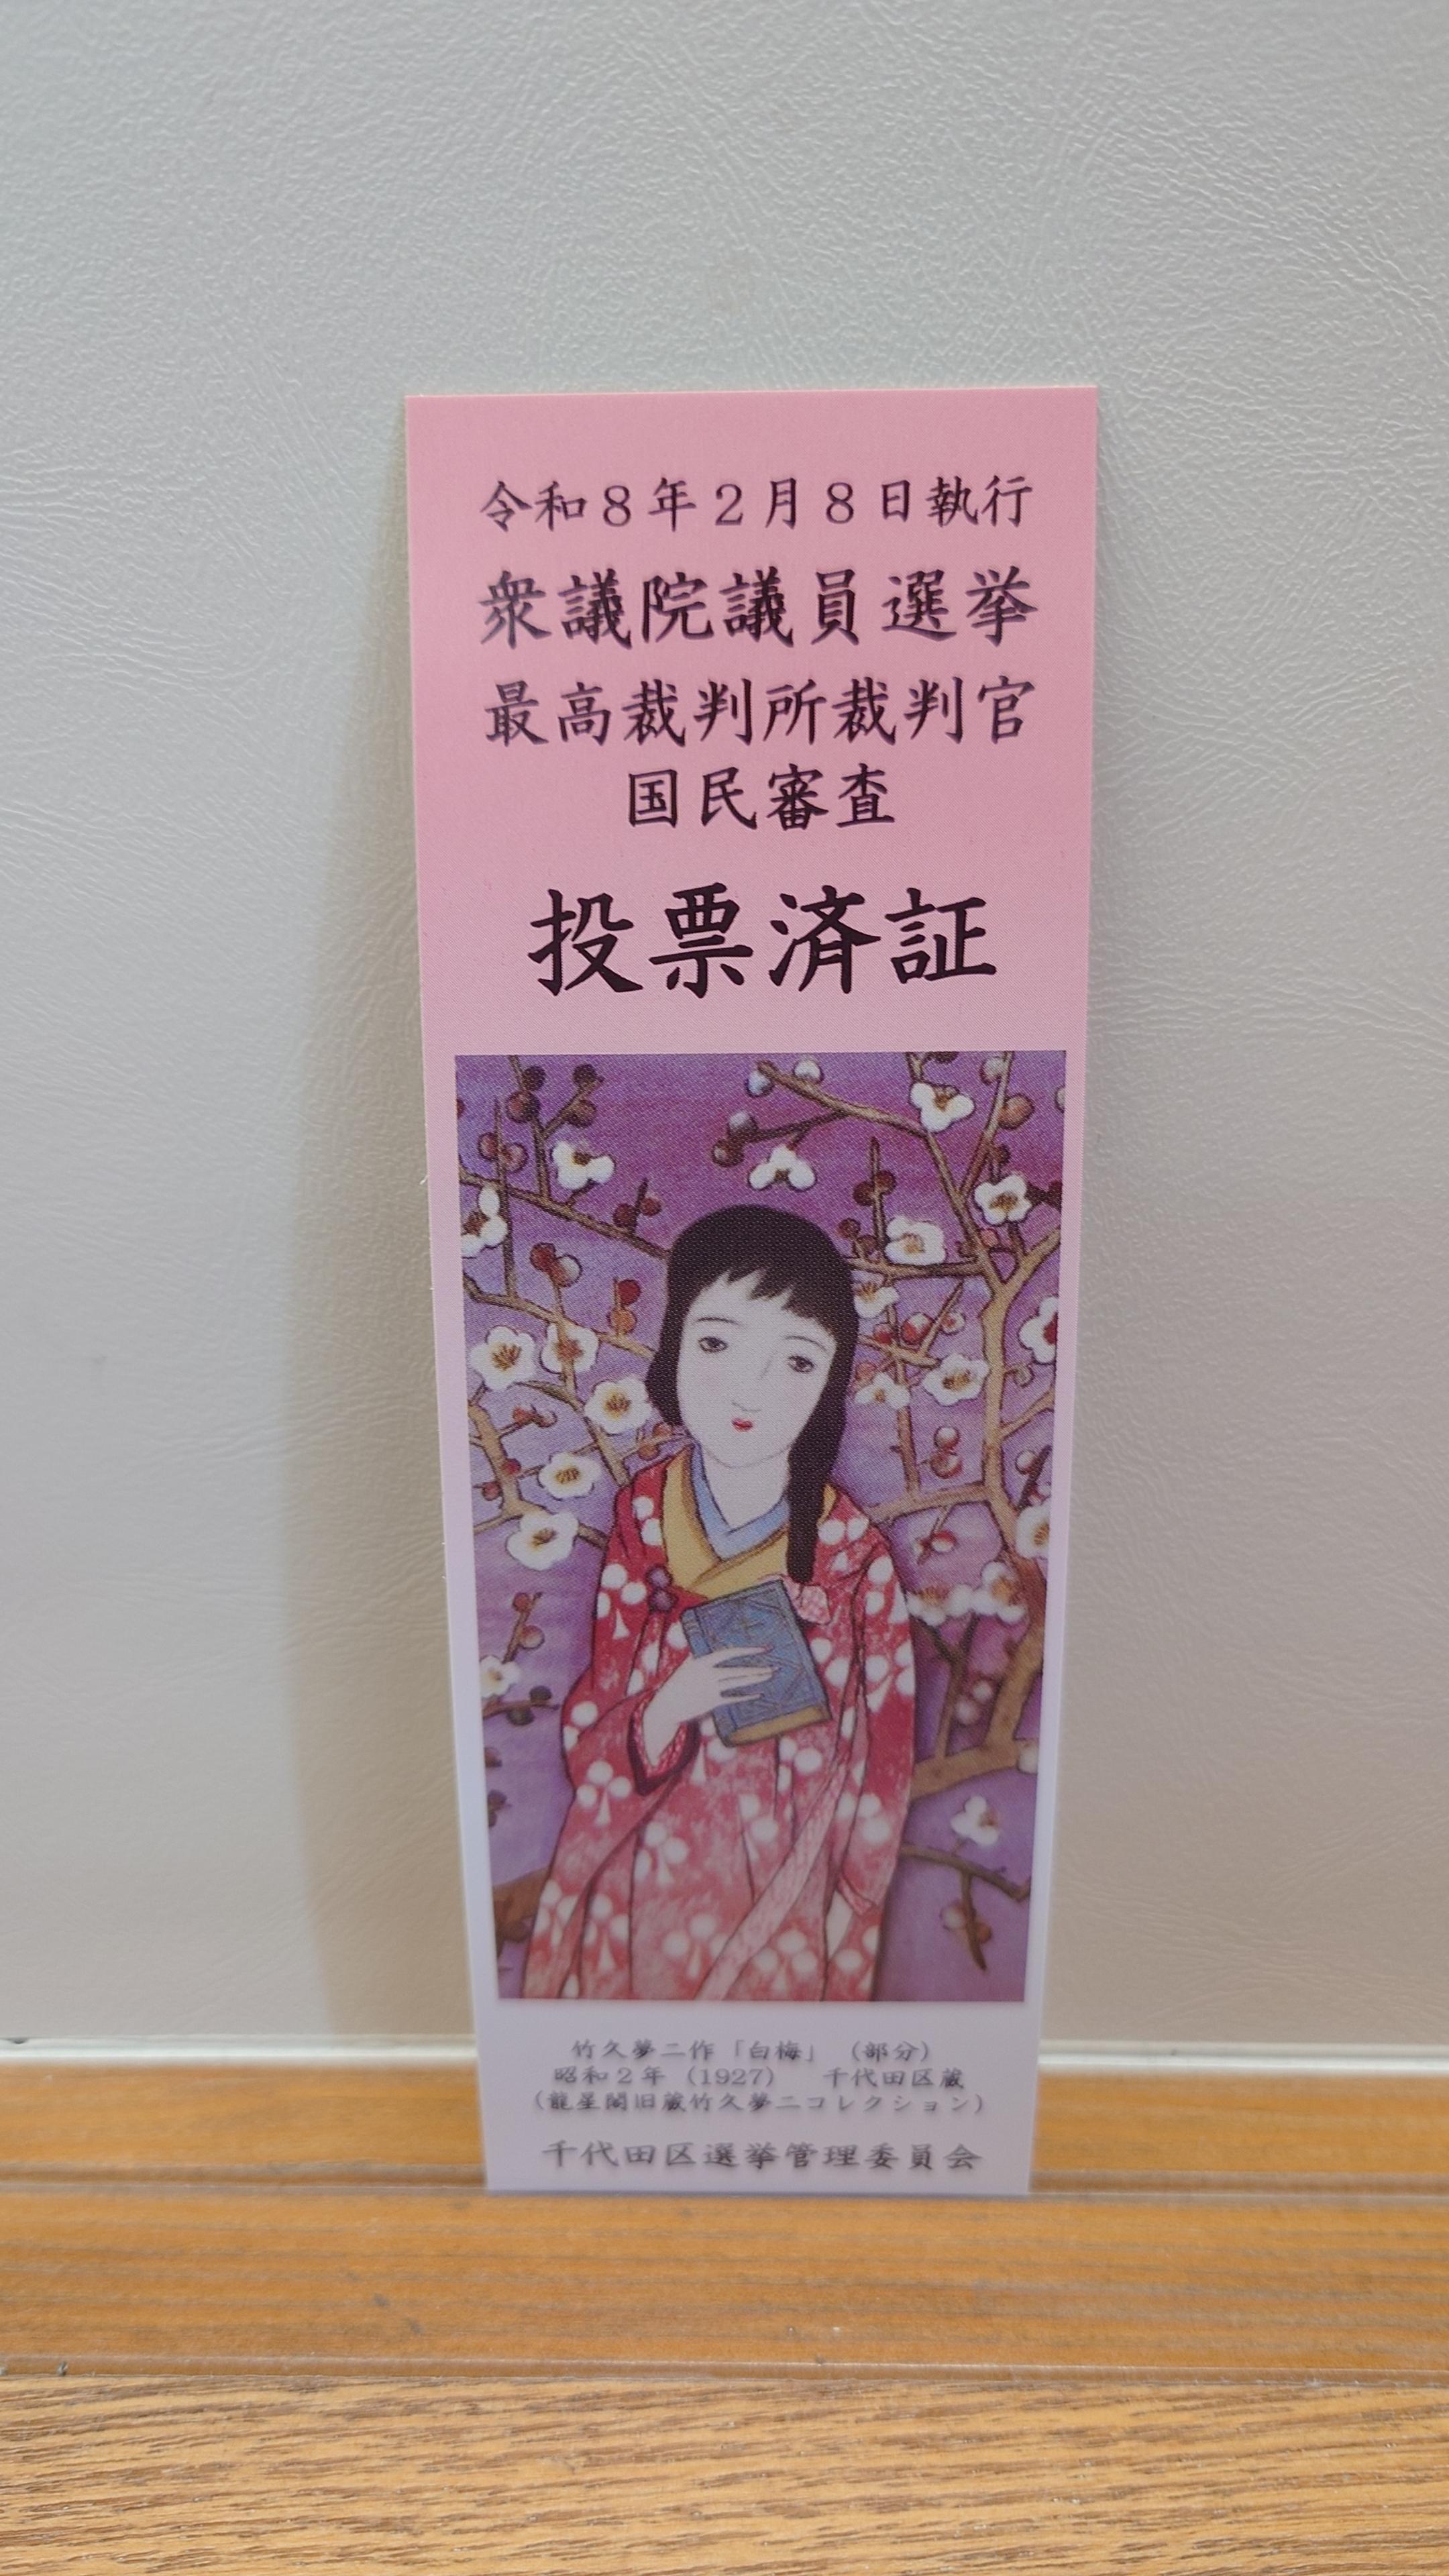 令和８年２月８日執行
衆議院議員選挙
最高裁判所裁判官
国民審査
投票済証
竹久夢二作「白梅」（部分）
昭和２年（1927）　千代田区蔵
（龍星閣旧蔵竹久夢二コレクション）
千代田区選挙管理委員会